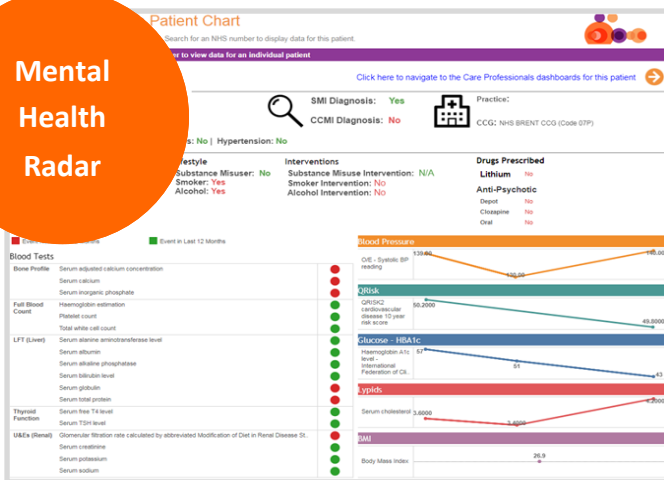 Patient Chart
Search for an NHS number to display data for this patient.
to view data for an individual patient
Click here to navigate to the Care Professionals dashboards for this patient
Mental
Health
Radar
SMI Diagnosis: Yes
CCMI Diagnosis: No
Practice:
CCG: NHS BRENT CCG (Code 07P)
No | Hypertension: No
Substance Misuser: No
Smoker: Yes
Alcohol: Yes
Interventions
Substance Misuse Intervention: N/A
Smoker Intervention: No
Alcohol Intervention: No
Drugs Prescribed
Lithium No
Anti-Psychotic
Depot No
Clozapine No
Oral No
Event in Last 12 Months
Blood Tests
Bone Profile Serum adjusted calcium concentration
Serum calcium
Serum inorganic phosphate
Full Blood Count Haemoglobin estimation
Platelet count
Total white cell count
LFT (Liver) Serum alanine aminotransferase level
Serum albumin
Serum alkaline phosphatase
Serum bilirubin level
Serum globulin
Serum total protein
Thyroid Function Serum free T4 level
Serum TSH level
U&Es (Renal) Glomerular filtration rate calculated by abbreviated Modification of Diet in Renal Disease St..
Serum creatinine
Serum potassium
Serum sodium
Blood Pressure
O/E - Systolic BP
reading
QRisk
QRISK2
cardiovascular
disease 10 year
risk score
50.2000
Glucose - HBA1c
Haemoglobin A1c
level -
International
Federation of Cli..
57
51
43
Lypids
Serum cholesterol
BMI
Body Mass Index
26.9